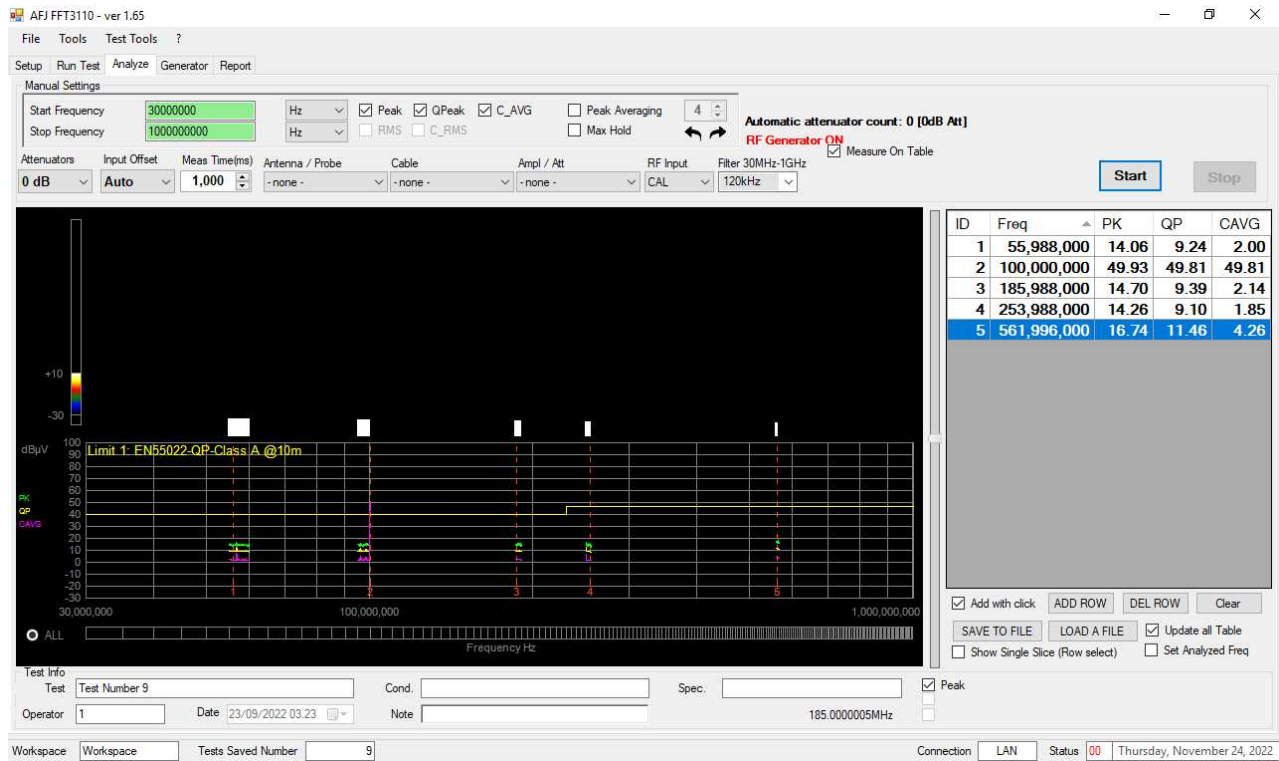 AFJ FFT3110 - ver 1.65
File Tools Test Tools ?
Setup Run Test Analyze Generator Report
Manual Settings
Start Frequency 30000000 Hz Peak QPeak C_AVG Peak Averaging 4
Stop Frequency 1000000000 Hz RMS C_RMS Max Hold
Automatic attenuator count: 0 [0dB Att]
RF Generator ON
Measure On Table
Attenuators Input Offset Meas Time(ms) Antenna / Probe Cable Ampl / Att RF Input Filter 30MHz-1GHz
0 dB Auto 1,000 - none - - none - - none - CAL 120kHz
Start Stop
ID Freq PK QP CAVG
1 55,988,000 14.06 9.24 2.00
2 100,000,000 49.93 49.81 49.81
3 185,988,000 14.70 9.39 2.14
4 253,988,000 14.26 9.10 1.85
5 561,996,000 16.74 11.46 4.26
+10
-30
dBµV
Limit 1: EN55022-QP-Class A @10m
100
90
80
70
60
50
40
30
20
10
0
-10
-20
-30
PK
QP
CAVG
1 2 3 4 5
30,000,000 100,000,000 1,000,000,000
ALL
Frequency Hz
Add with click ADD ROW DEL ROW Clear
SAVE TO FILE LOAD A FILE Update all Table
Show Single Slice (Row select) Set Analyzed Freq
Test Info
Test Test Number 9 Cond. Spec. Peak
Operator 1 Date 23/09/2022 03.23 Note 185.0000005MHz
Workspace Workspace Tests Saved Number 9 Connection LAN Status 00 Thursday, November 24, 2022